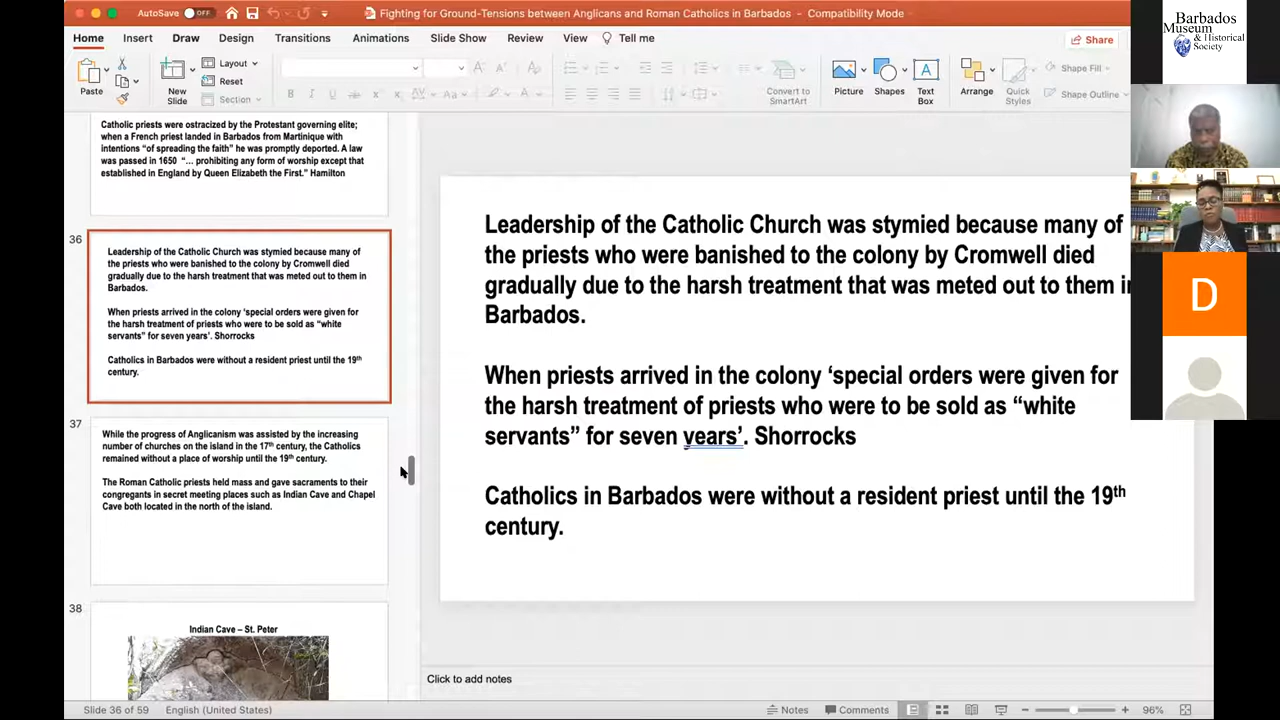 AutoSave OFF
Fighting for Ground-Tensions between Anglicans and Roman Catholics in Barbados - Compatibility Mode
Home Insert Draw Design Transitions Animations Slide Show Review View Tell me
Share
Paste
New Slide
Layout
Reset
Section
Convert to SmartArt
Picture
Shapes
Text Box
Arrange
Quick Styles
Shape Fill
Shape Outline
Catholic priests were ostracized by the Protestant governing elite;
when a French priest landed in Barbados from Martinique with
intentions “of spreading the faith” he was promptly deported. A law
was passed in 1650 “… prohibiting any form of worship except that
established in England by Queen Elizabeth the First.” Hamilton
36
Leadership of the Catholic Church was stymied because many of
the priests who were banished to the colony by Cromwell died
gradually due to the harsh treatment that was meted out to them in
Barbados.
When priests arrived in the colony ‘special orders were given for
the harsh treatment of priests who were to be sold as “white
servants” for seven years’. Shorrocks
Catholics in Barbados were without a resident priest until the 19th
century.
37
While the progress of Anglicanism was assisted by the increasing
number of churches on the island in the 17th century, the Catholics
remained without a place of worship until the 19th century.
The Roman Catholic priests held mass and gave sacraments to their
congregants in secret meeting places such as Indian Cave and Chapel
Cave both located in the north of the island.
38
Indian Cave – St. Peter
Leadership of the Catholic Church was stymied because many of
the priests who were banished to the colony by Cromwell died
gradually due to the harsh treatment that was meted out to them in
Barbados.
When priests arrived in the colony ‘special orders were given for
the harsh treatment of priests who were to be sold as “white
servants” for seven years’. Shorrocks
Catholics in Barbados were without a resident priest until the 19th
century.
Click to add notes
Slide 36 of 59 English (United States)
Notes Comments 96%
Barbados
Museum
& Historical
Society
D